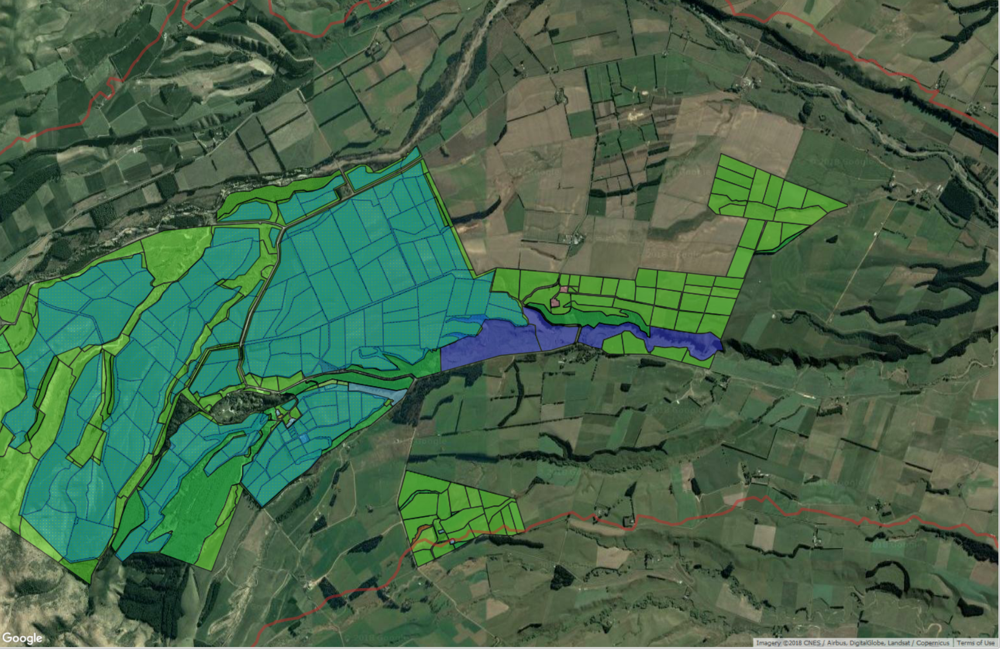 Google
Imagery ©2018 CNES / Airbus, DigitalGlobe, Landsat / Copernicus
Terms of Use